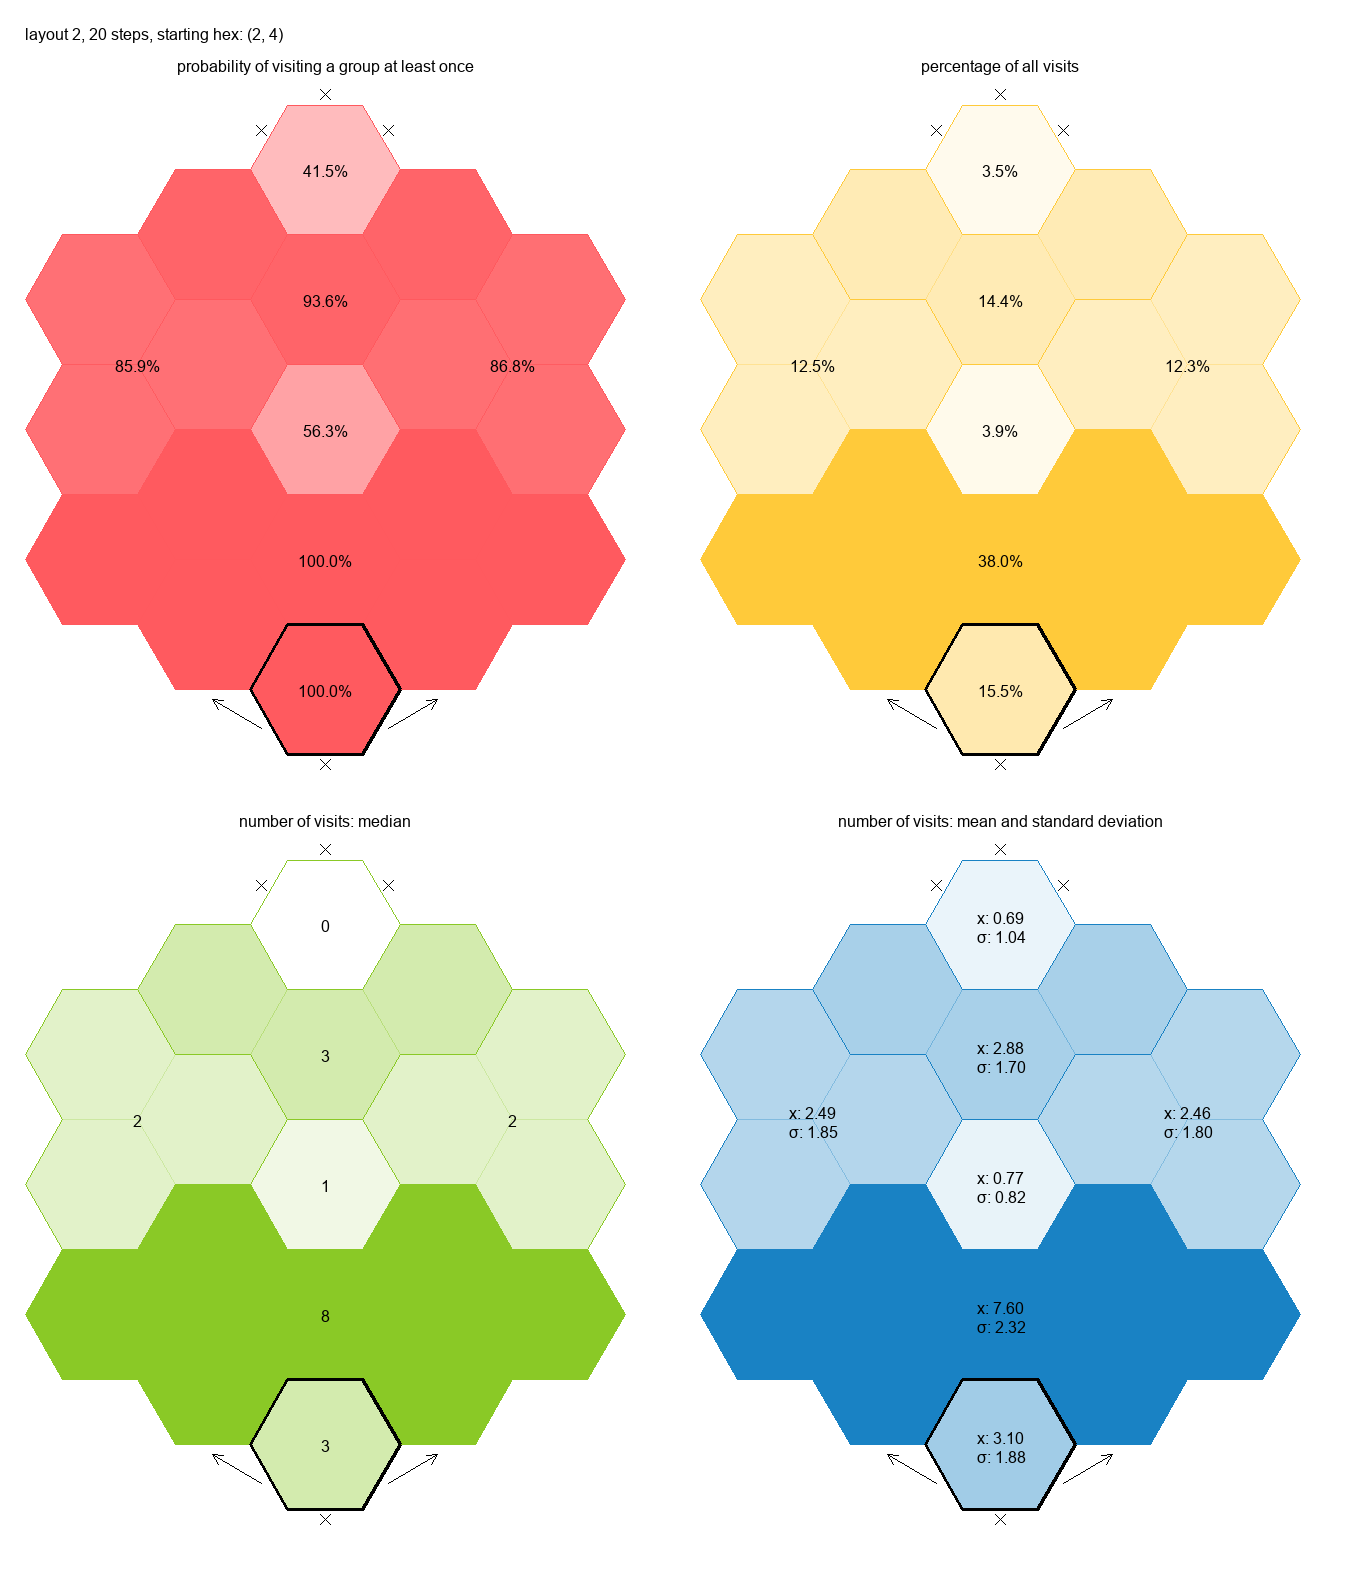 layout 2, 20 steps, starting hex: (2, 4)
probability of visiting a group at least once
41.5%
93.6%
85.9%
86.8%
56.3%
100.0%
100.0%
percentage of all visits
3.5%
14.4%
12.5%
12.3%
3.9%
38.0%
15.5%
number of visits: median
0
3
2
2
1
8
3
number of visits: mean and standard deviation
x: 0.69
σ: 1.04
x: 2.88
σ: 1.70
x: 2.49
σ: 1.85
x: 2.46
σ: 1.80
x: 0.77
σ: 0.82
x: 7.60
σ: 2.32
x: 3.10
σ: 1.88